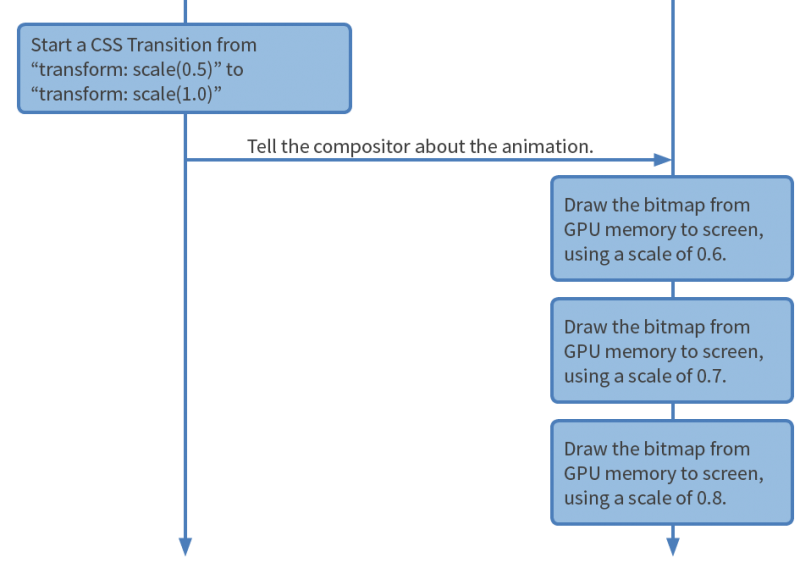 Start a CSS Transition from
“transform: scale(0.5)” to
“transform: scale(1.0)”
Tell the compositor about the animation.
Draw the bitmap from
GPU memory to screen,
using a scale of 0.6.
Draw the bitmap from
GPU memory to screen,
using a scale of 0.7.
Draw the bitmap from
GPU memory to screen,
using a scale of 0.8.